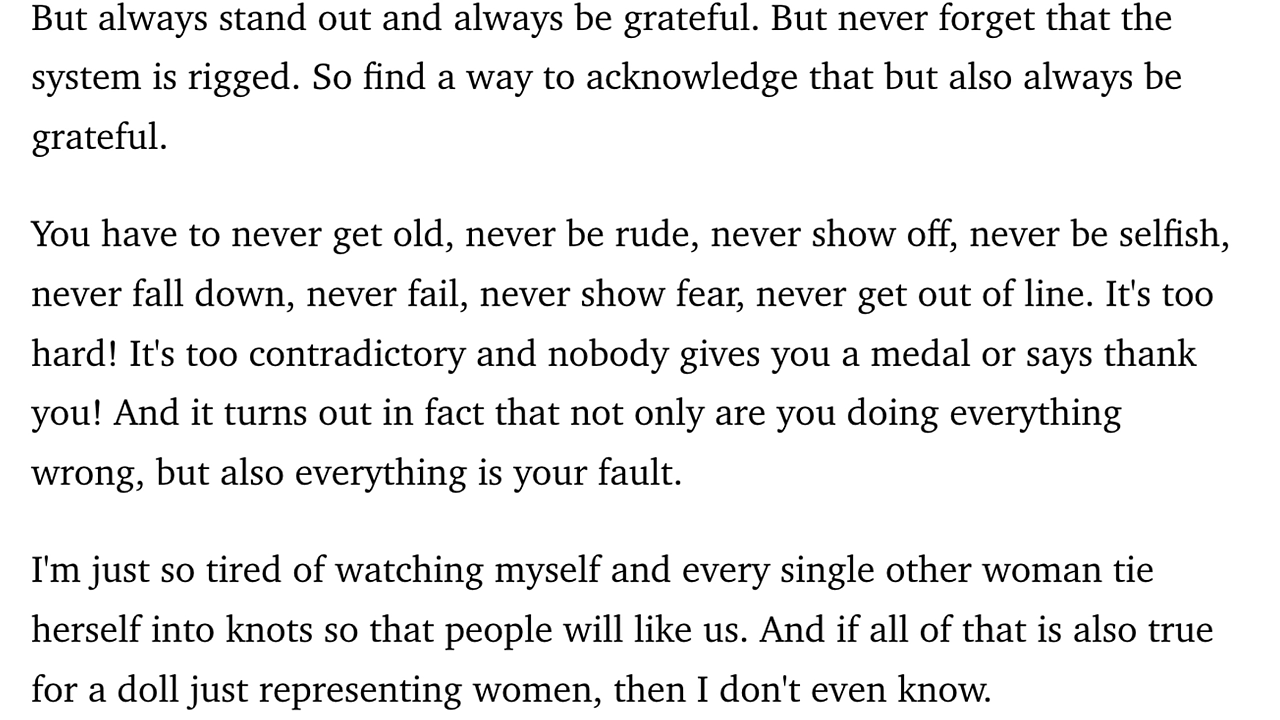 But always stand out and always be grateful. But never forget that the
system is rigged. So find a way to acknowledge that but also always be
grateful.
You have to never get old, never be rude, never show off, never be selfish,
never fall down, never fail, never show fear, never get out of line. It's too
hard! It's too contradictory and nobody gives you a medal or says thank
you! And it turns out in fact that not only are you doing everything
wrong, but also everything is your fault.
I'm just so tired of watching myself and every single other woman tie
herself into knots so that people will like us. And if all of that is also true
for a doll just representing women, then I don't even know.